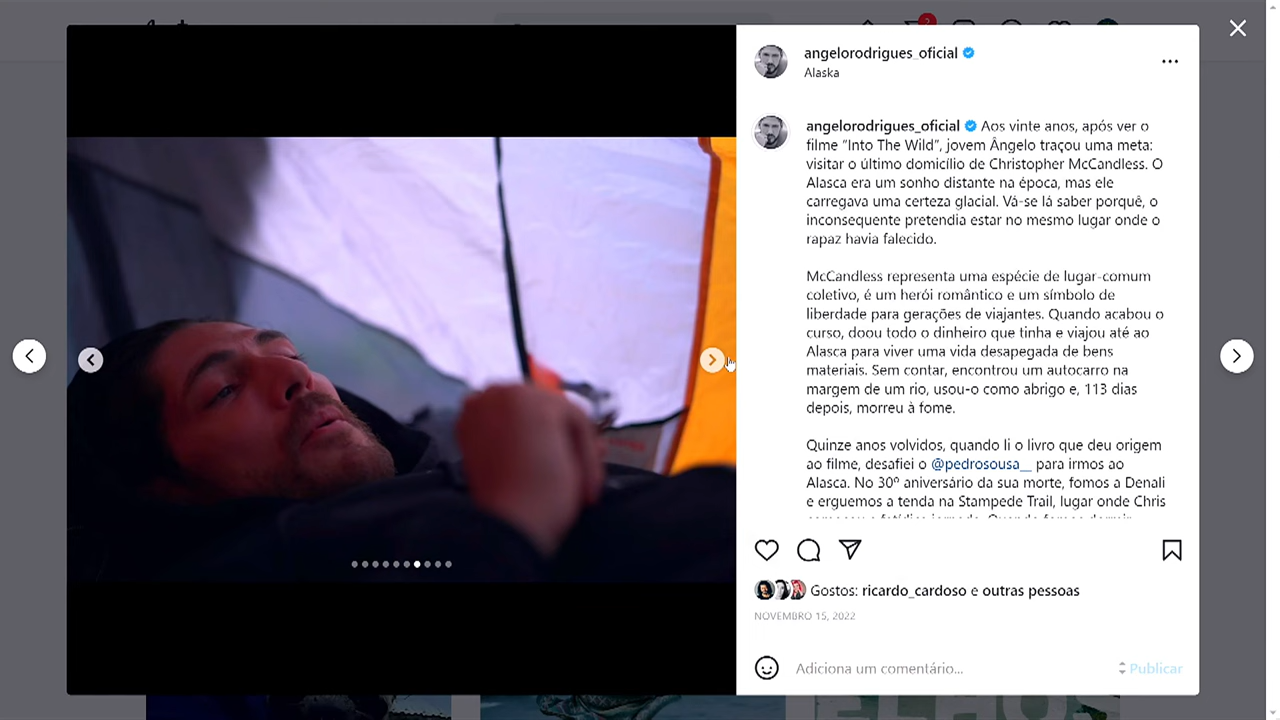 2
angelorodrigues_oficial
Alaska
angelorodrigues_oficial Aos vinte anos, após ver o
filme "Into The Wild", jovem Ângelo traçou uma meta:
visitar o último domicílio de Christopher McCandless. O
Alasca era um sonho distante na época, mas ele
carregava uma certeza glacial. Vá-se lá saber porquê, o
inconsequente pretendia estar no mesmo lugar onde o
rapaz havia falecido.
McCandless representa uma espécie de lugar-comum
coletivo, é um herói romântico e um símbolo de
liberdade para gerações de viajantes. Quando acabou o
curso, doou todo o dinheiro que tinha e viajou até ao
Alasca para viver uma vida desapegada de bens
materiais. Sem contar, encontrou um autocarro na
margem de um rio, usou-o como abrigo e, 113 dias
depois, morreu à fome.
Quinze anos volvidos, quando li o livro que deu origem
ao filme, desafiei o @pedrosousa__ para irmos ao
Alasca. No 30º aniversário da sua morte, fomos a Denali
e erguemos a tenda na Stampede Trail, lugar onde Chris
Gostos: ricardo_cardoso e outras pessoas
NOVEMBRO 15, 2022
Adiciona um comentário...
Publicar